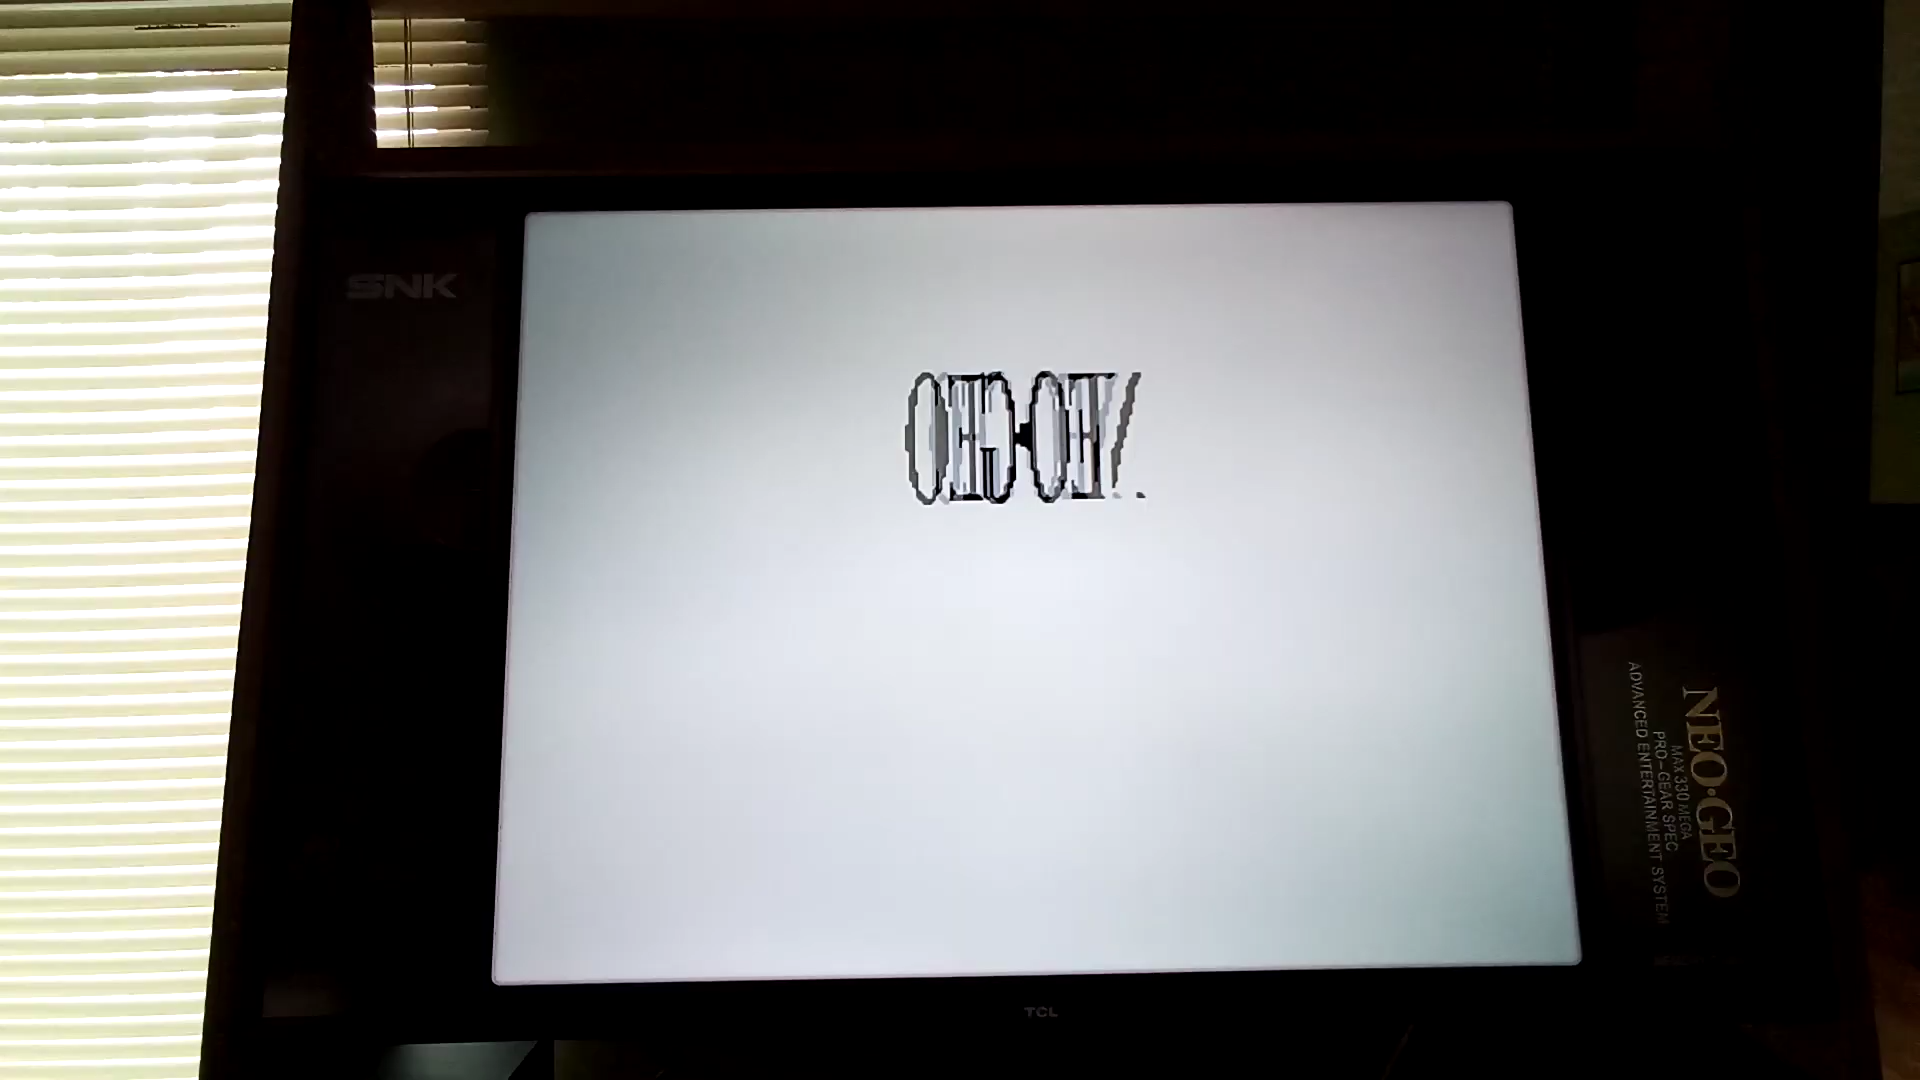 SNK
NEO·GEO
MAX 330 MEGA
PRO-GEAR SPEC
ADVANCED ENTERTAINMENT SYSTEM
TCL